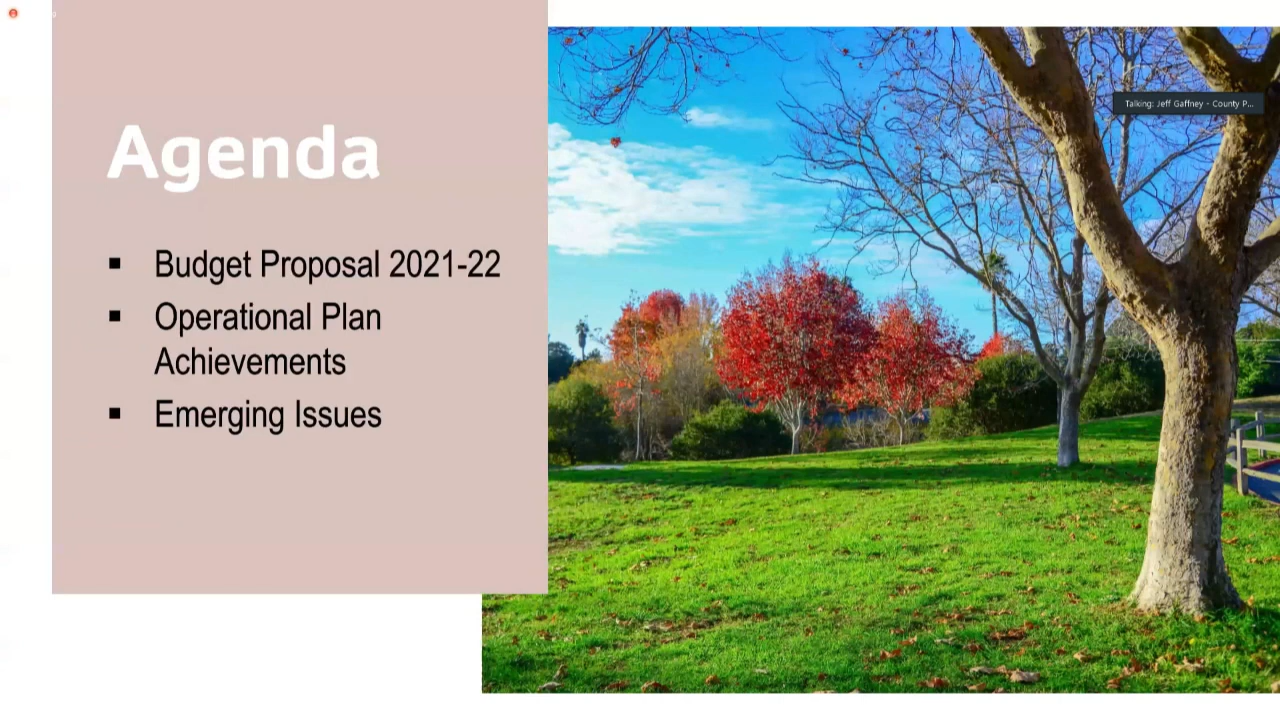 Agenda
Talking: Jeff Gaffney - County P...
▪ Budget Proposal 2021-22
▪ Operational Plan
Achievements
▪ Emerging Issues